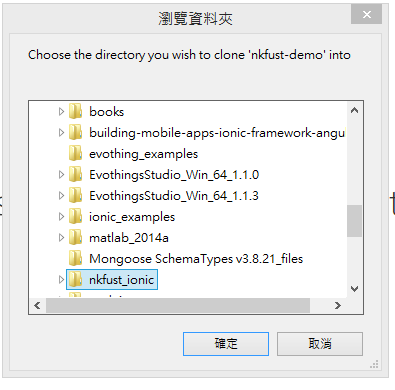 瀏覽資料夾
Choose the directory you wish to clone 'nkfust-demo' into
books
building-mobile-apps-ionic-framework-angu
evothing_examples
EvothingsStudio_Win_64_1.1.0
EvothingsStudio_Win_64_1.1.3
ionic_examples
matlab_2014a
Mongoose SchemaTypes v3.8.21_files
nkfust_ionic
確定
取消